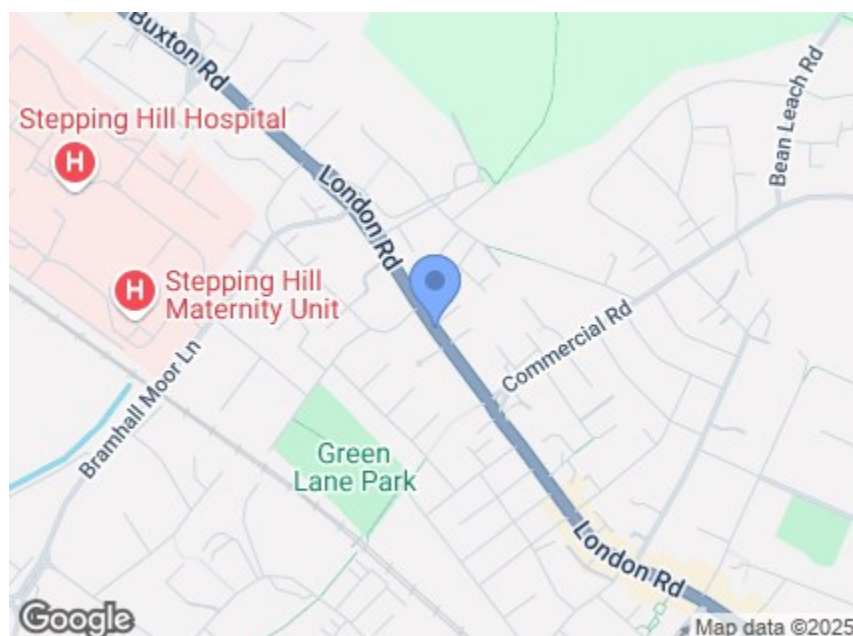 Buxton Rd
Stepping Hill Hospital
H
London Rd
Bean Leach Rd
H
Stepping Hill
Maternity Unit
Commercial Rd
Bramhall Moor Ln
Green
Lane Park
London Rd
Google
Map data ©2025